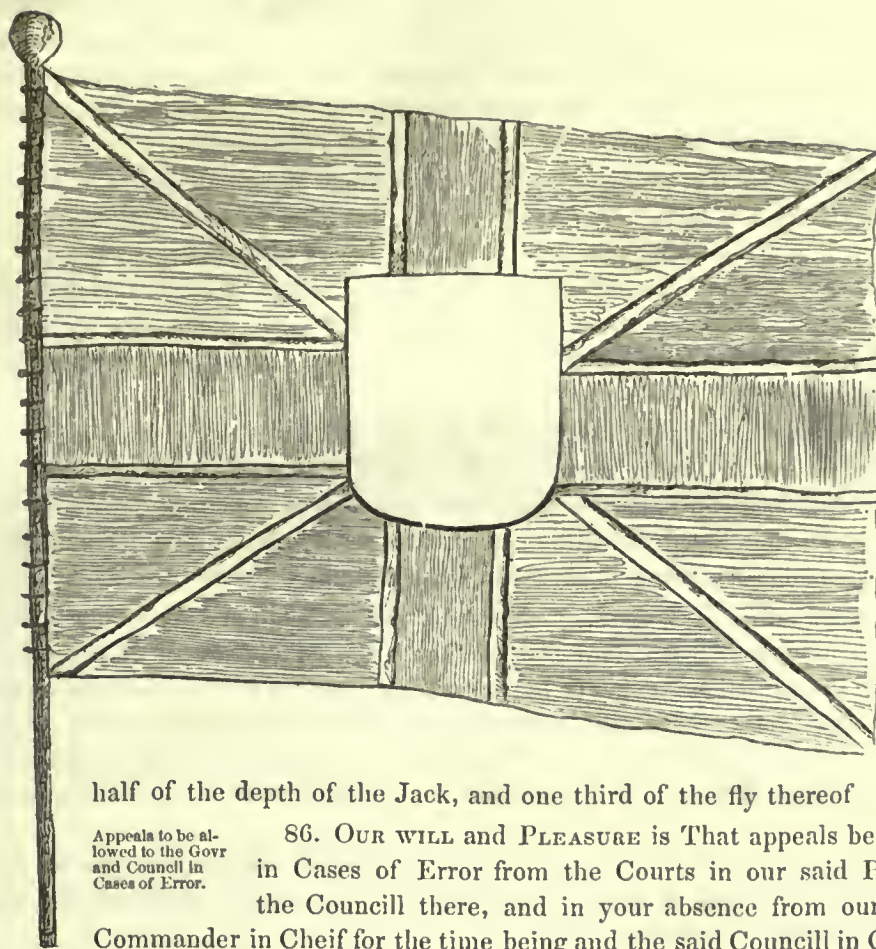 half of the depth of the Jack, and one third of the fly thereof
Appeals to be al-
lowed to the Govr
and Councll in
Cases of Error.
86. OUR WILL and PLEASURE is That appeals be
in Cases of Error from the Courts in our said P
the Councill there, and in your absence from our
Commander in Cheif for the time being and the said Councill in C